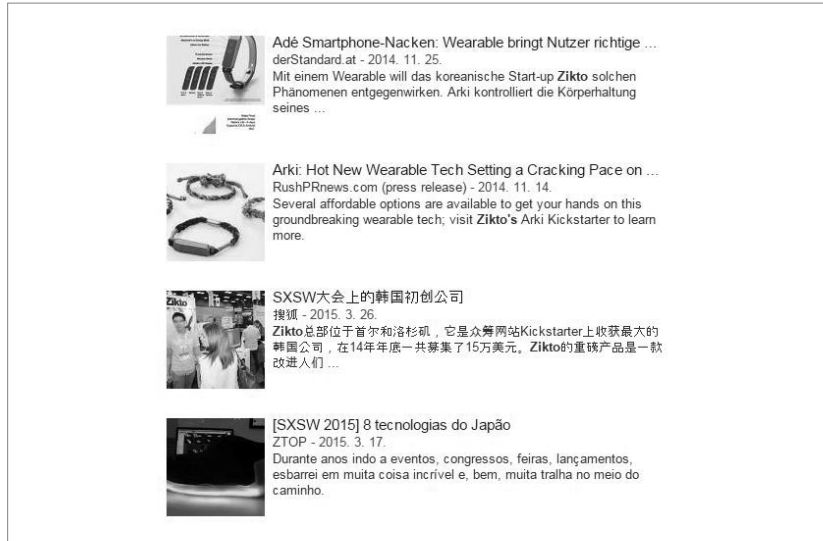 Adé Smartphone-Nacken: Wearable bringt Nutzer richtige ...
derStandard.at - 2014. 11. 25.
Mit einem Wearable will das koreanische Start-up Zikto solchen
Phänomenen entgegenwirken. Arki kontrolliert die Körperhaltung
seines ...
Arki: Hot New Wearable Tech Setting a Cracking Pace on ...
RushPRnews.com (press release) - 2014. 11. 14.
Several affordable options are available to get your hands on this
groundbreaking wearable tech; visit Zikto's Arki Kickstarter to learn
more.
Zikto
SXSW大会上的韩国初创公司
搜狐 - 2015. 3. 26.
Zikto总部位于首尔和洛杉矶，它是众筹网站Kickstarter上收获最大的
韩国公司，在14年年底一共募集了15万美元。Zikto的重磅产品是一款
改进人们 ...
[SXSW 2015] 8 tecnologias do Japão
ZTOP - 2015. 3. 17.
Durante anos indo a eventos, congressos, feiras, lançamentos,
esbarrei em muita coisa incrível e, bem, muita tralha no meio do
caminho.